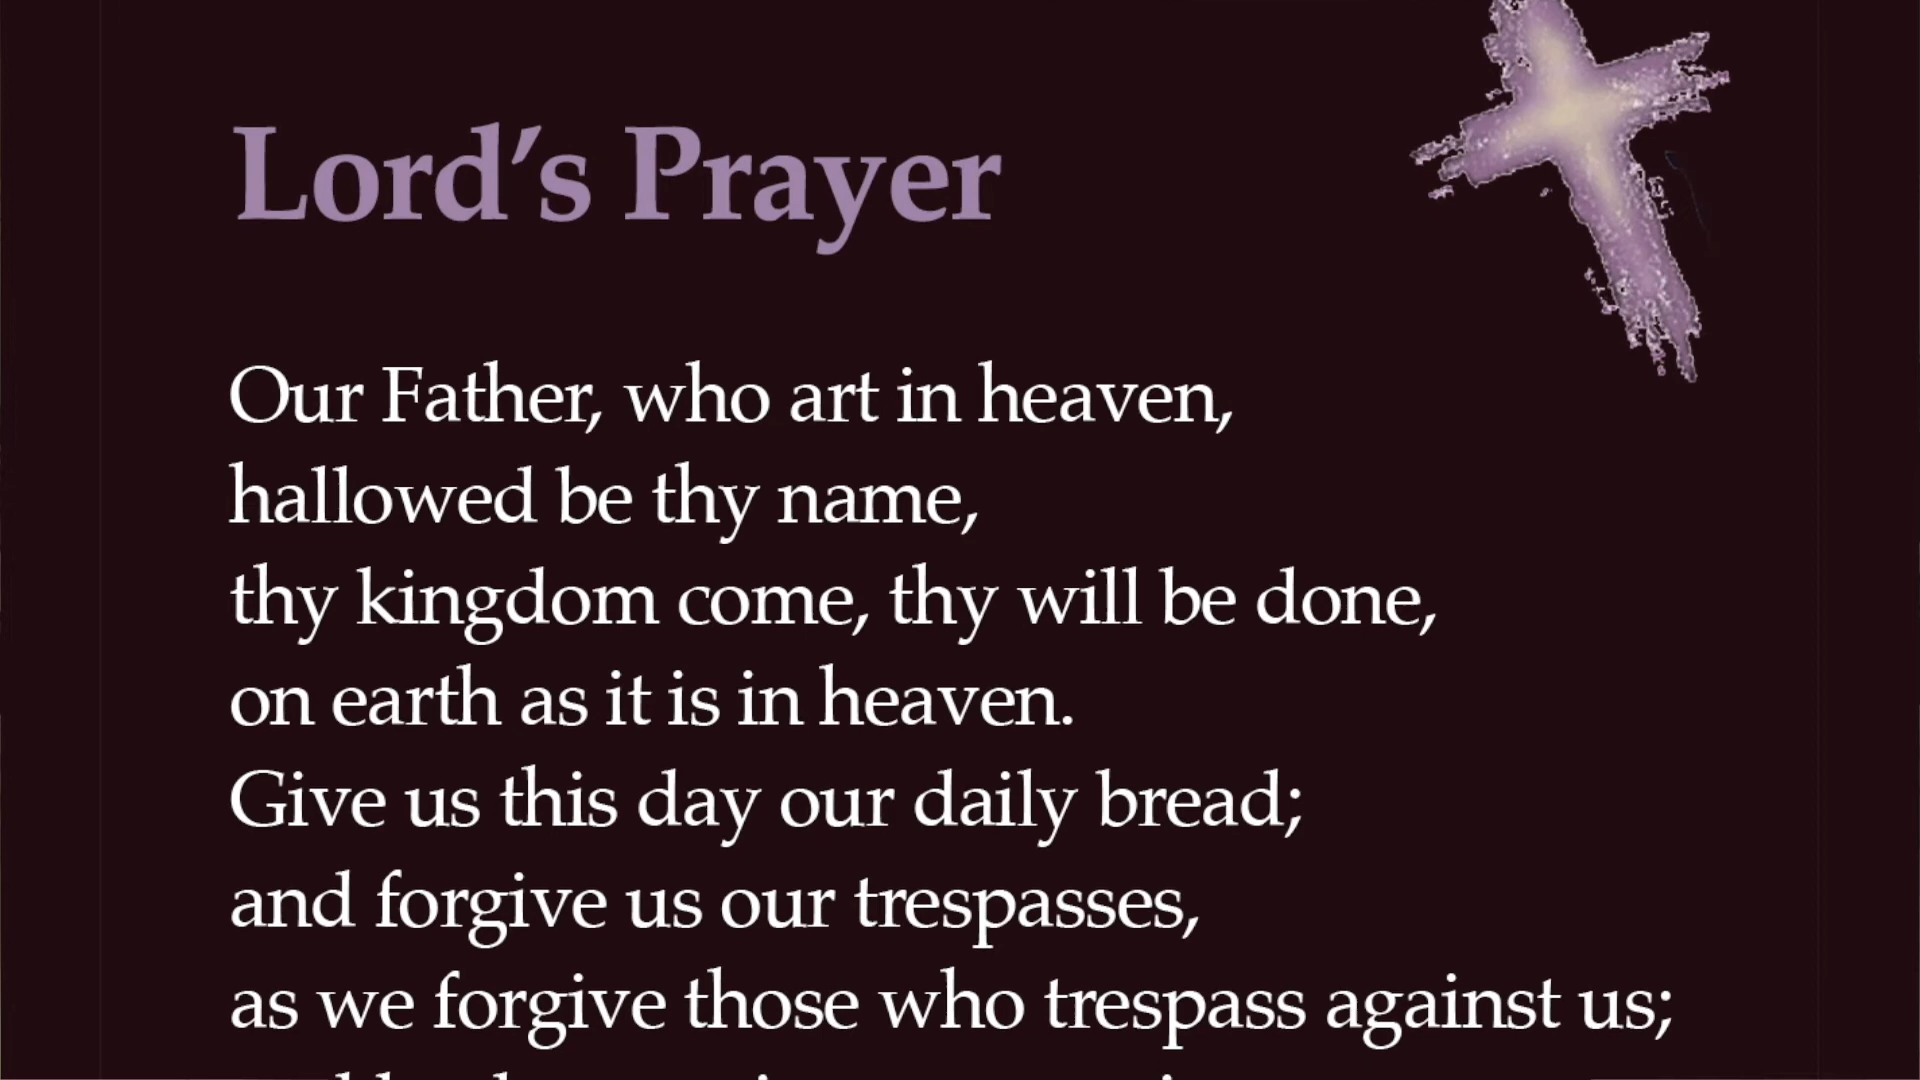 Lord’s Prayer
Our Father, who art in heaven,
hallowed be thy name,
thy kingdom come, thy will be done,
on earth as it is in heaven.
Give us this day our daily bread;
and forgive us our trespasses,
as we forgive those who trespass against us;